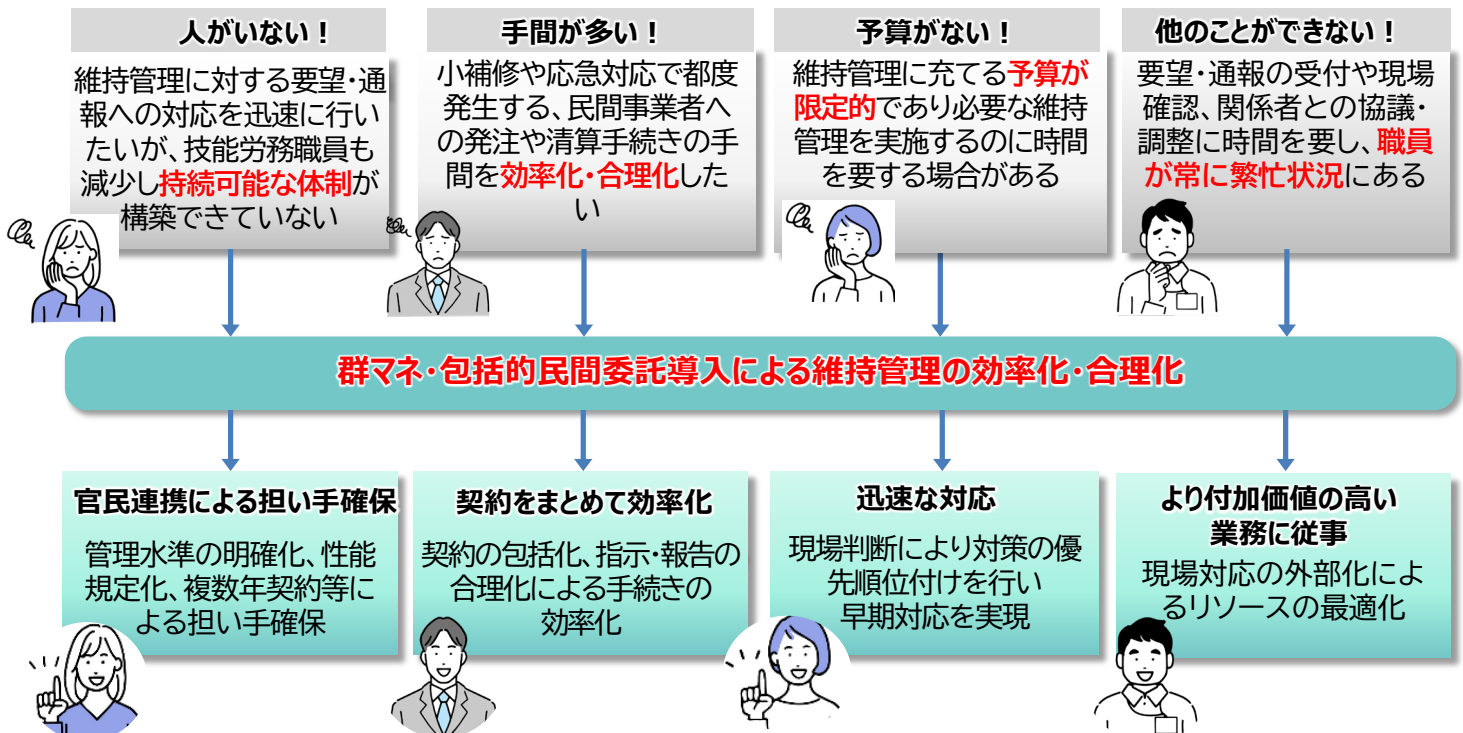 人がいない！
維持管理に対する要望・通
報への対応を迅速に行い
たいが、技能労務職員も
減少し持続可能な体制が
構築できていない
手間が多い！
小補修や応急対応で都度
発生する、民間事業者へ
の発注や清算手続きの手
間を効率化・合理化した
い
予算がない！
維持管理に充てる予算が
限定的であり必要な維持
管理を実施するのに時間
を要する場合がある
他のことができない！
要望・通報の受付や現場
確認、関係者との協議・
調整に時間を要し、職員
が常に繁忙状況にある
群マネ・包括的民間委託導入による維持管理の効率化・合理化
官民連携による担い手確保
管理水準の明確化、性能
規定化、複数年契約等に
よる担い手確保
契約をまとめて効率化
契約の包括化、指示・報告の
合理化による手続きの
効率化
迅速な対応
現場判断により対策の優
先順位付けを行い
早期対応を実現
より付加価値の高い
業務に従事
現場対応の外部化によ
るリソースの最適化